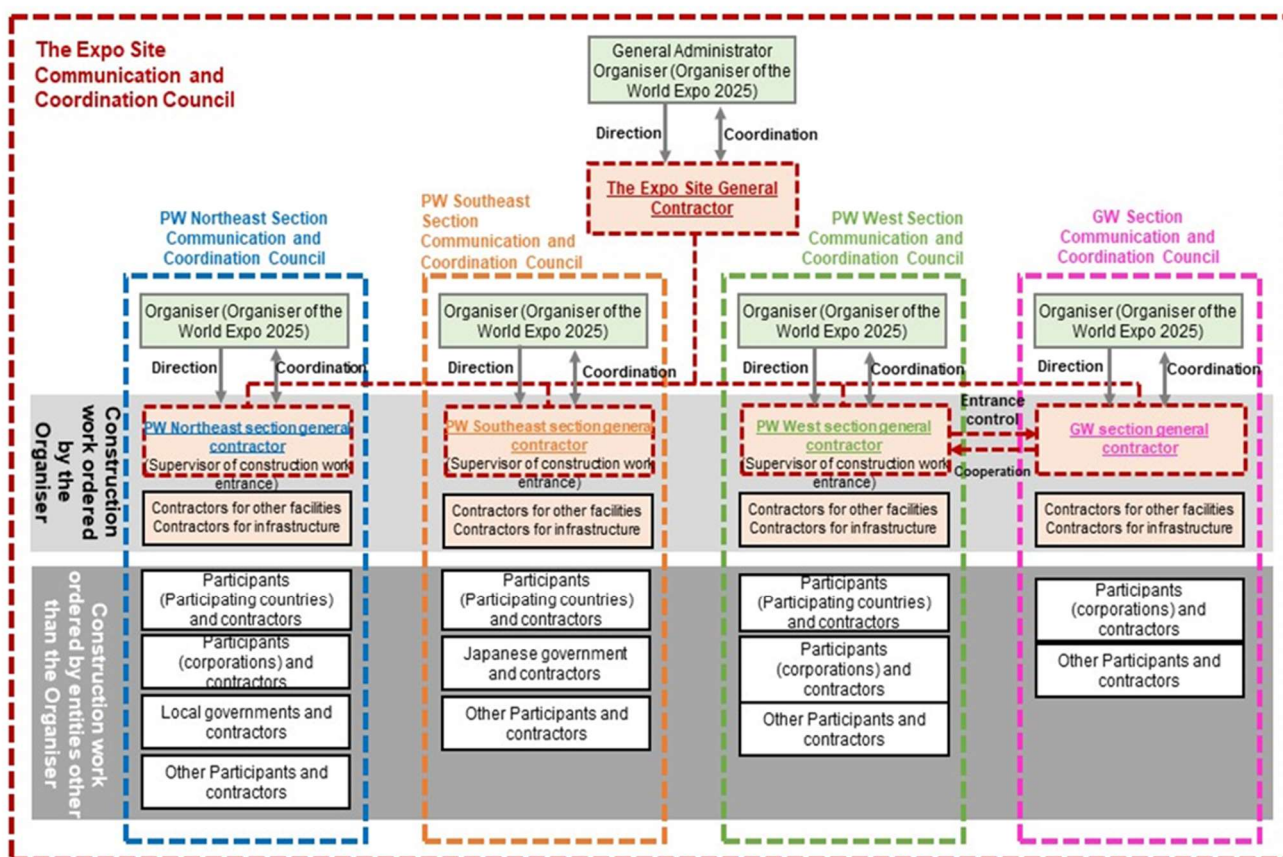 The Expo Site
Communication and
Coordination Council
General Administrator
Organiser (Organiser of the
World Expo 2025)
Direction
Coordination
The Expo Site General
Contractor
PW Northeast Section
Communication and
Coordination Council
PW Southeast
Section
Communication and
Coordination Council
PW West Section
Communication and
Coordination Council
GW Section
Communication and
Coordination Council
Organiser (Organiser of the
World Expo 2025)
Direction
Coordination
Organiser (Organiser of the
World Expo 2025)
Direction
Coordination
Organiser (Organiser of the
World Expo 2025)
Direction
Coordination
Organiser (Organiser of the
World Expo 2025)
Direction
Coordination
Construction
work ordered
by the
Organiser
PW Northeast section general
contractor
(Supervisor of construction work
entrance)
Contractors for other facilities
Contractors for infrastructure
PW Southeast section general
contractor
(Supervisor of construction work
entrance)
Contractors for other facilities
Contractors for infrastructure
PW West section general
contractor
(Supervisor of construction work
entrance)
Contractors for other facilities
Contractors for infrastructure
Entrance
control
Cooperation
GW section general
contractor
Contractors for other facilities
Contractors for infrastructure
Construction work
ordered by entities other
than the Organiser
Participants
(Participating countries)
and contractors
Participants
(corporations) and
contractors
Local governments and
contractors
Other Participants and
contractors
Participants
(Participating countries)
and contractors
Japanese government
and contractors
Other Participants and
contractors
Participants
(Participating countries)
and contractors
Participants
(corporations) and
contractors
Other Participants and
contractors
Participants
(corporations) and
contractors
Other Participants and
contractors